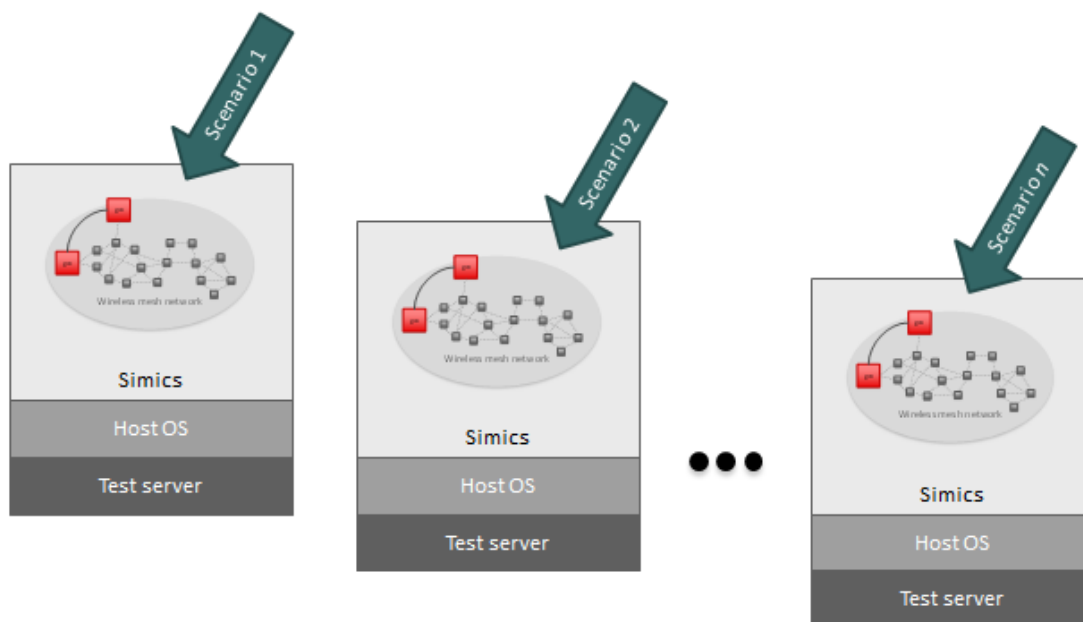 Scenario 1
Wireless mesh network
Simics
Host OS
Test server
Scenario 2
Wireless mesh network
Simics
Host OS
Test server
Scenario n
Wireless mesh network
Simics
Host OS
Test server